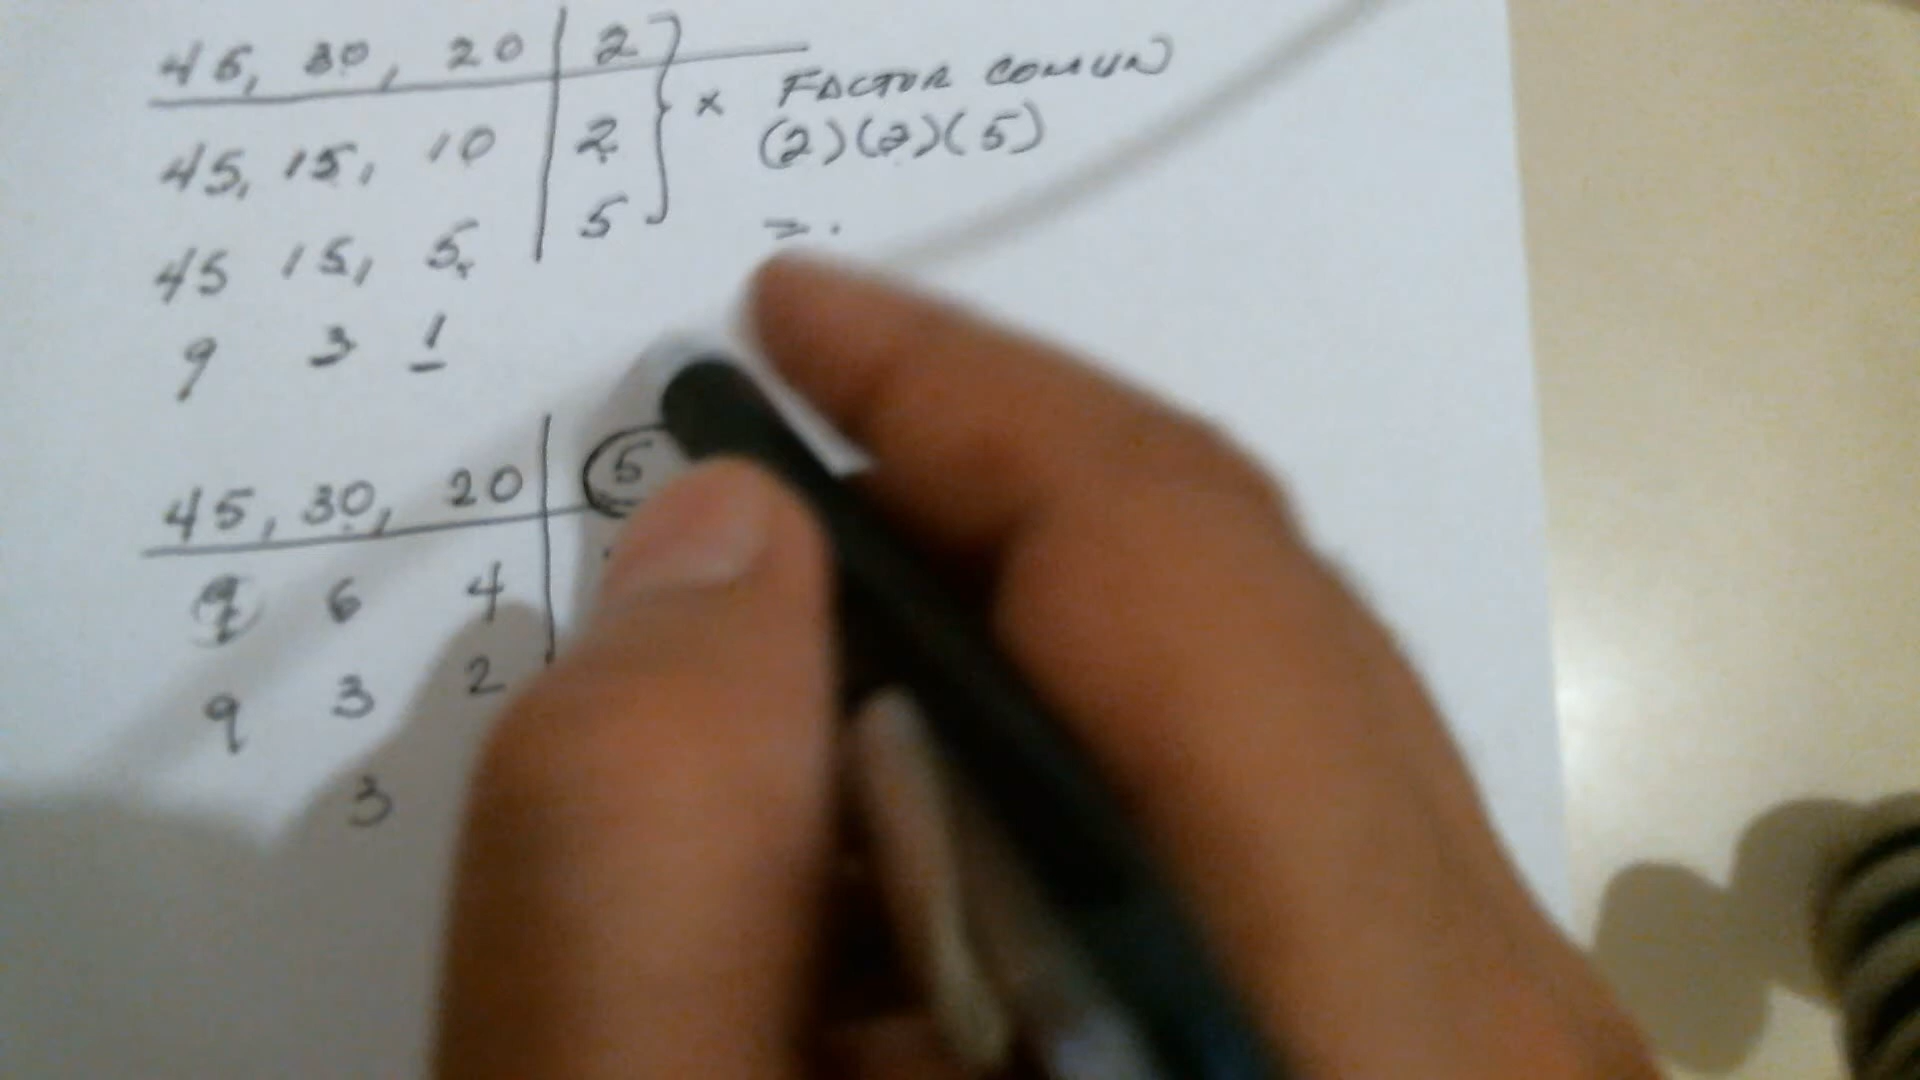 45, 30, 20 | 2
FACTOR COMUN
45, 15, 10 | 2 x (2)(2)(5)
45 15, 5 | 5 =
9 3 1
45, 30, 20 | 5
9 6 4
9 3 2
3